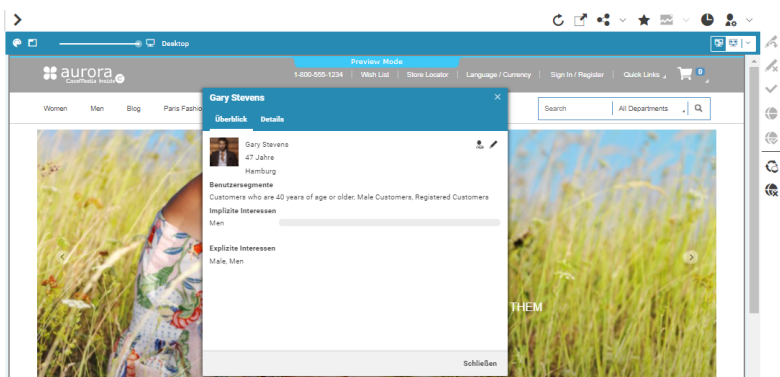 Desktop
Preview Mode
aurora
CoreMedia Inside
1-800-555-1234 | Wish List | Store Locator | Language / Currency | Sign In / Register | Quick Links
0
Women Men Blog Paris Fashio
Search All Departments
Gary Stevens
Überblick Details
Gary Stevens
47 Jahre
Hamburg
Benutzersegmente
Customers who are 40 years of age or older, Male Customers, Registered Customers
Implizite Interessen
Men
Explizite Interessen
Male, Men
THEM
Schließen